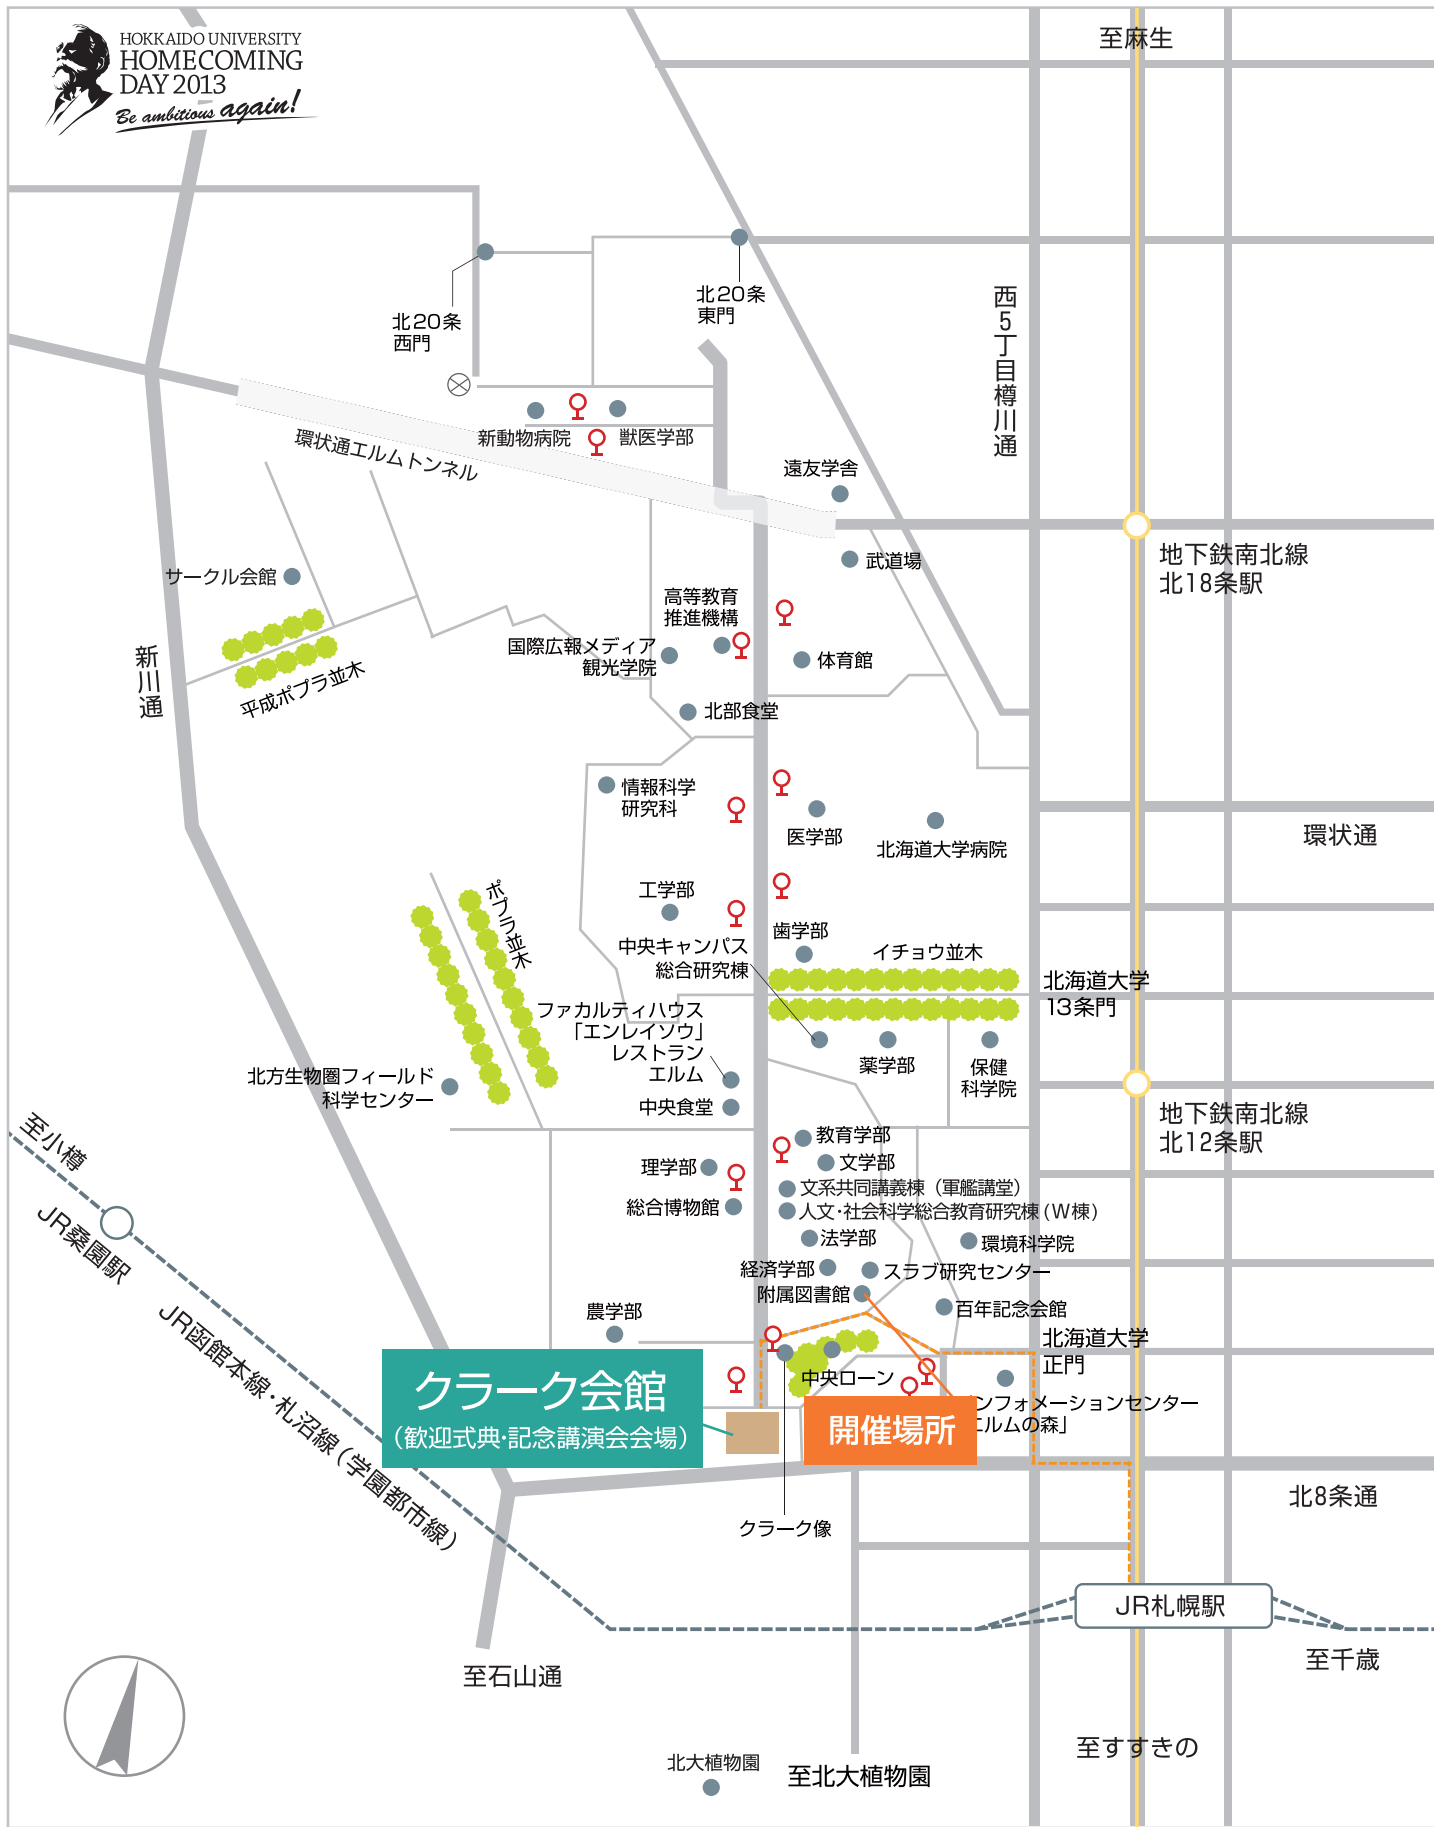 HOKKAIDO UNIVERSITY
HOMECOMING
DAY 2013
Be ambitious again!
至麻生
北20条
西門
北20条
東門
西5丁目樽川通
環状通エルムトンネル
新動物病院
獣医学部
遠友学舎
武道場
地下鉄南北線
北18条駅
サークル会館
平成ポプラ並木
新川通
高等教育
推進機構
国際広報メディア
観光学院
体育館
北部食堂
情報科学
研究科
医学部
北海道大学病院
環状通
工学部
ポプラ並木
歯学部
中央キャンパス
総合研究棟
イチョウ並木
北海道大学
13条門
ファカルティハウス
「エンレイソウ」
レストラン
エルム
中央食堂
薬学部
保健
科学院
北方生物圏フィールド
科学センター
地下鉄南北線
北12条駅
教育学部
文学部
理学部
文系共同講義棟（軍艦講堂）
総合博物館
人文・社会科学総合教育研究棟（W棟）
法学部
環境科学院
経済学部
スラブ研究センター
附属図書館
百年記念会館
農学部
北海道大学
正門
至小樽
JR桑園駅
JR函館本線・札沼線（学園都市線）
クラーク会館
（歓迎式典・記念講演会会場）
中央ローン
開催場所
ンフォメーションセンター
エルムの森」
北8条通
クラーク像
JR札幌駅
至千歳
至石山通
至すすきの
北大植物園
至北大植物園